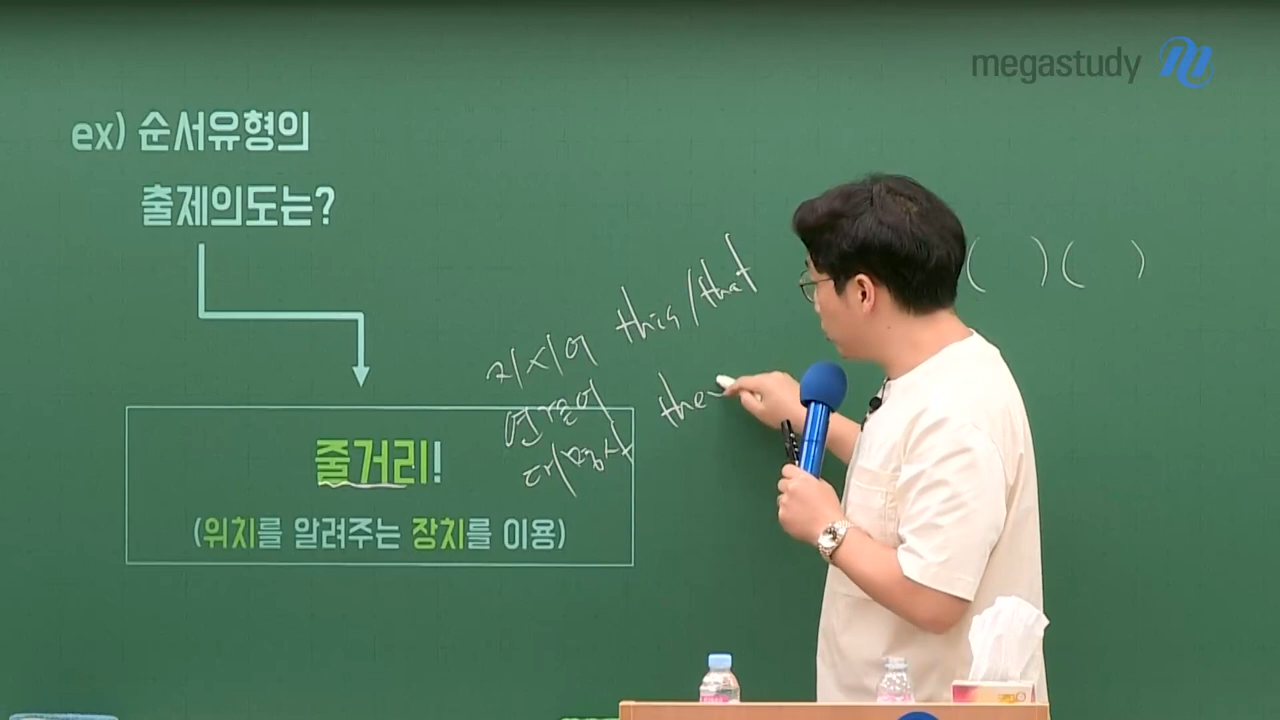 megastudy
ex) 순서유형의
출제의도는?
지시어 this/that
연결어
대명사 the
줄거리!
(위치를 알려주는 장치를 이용)
( ) ( )